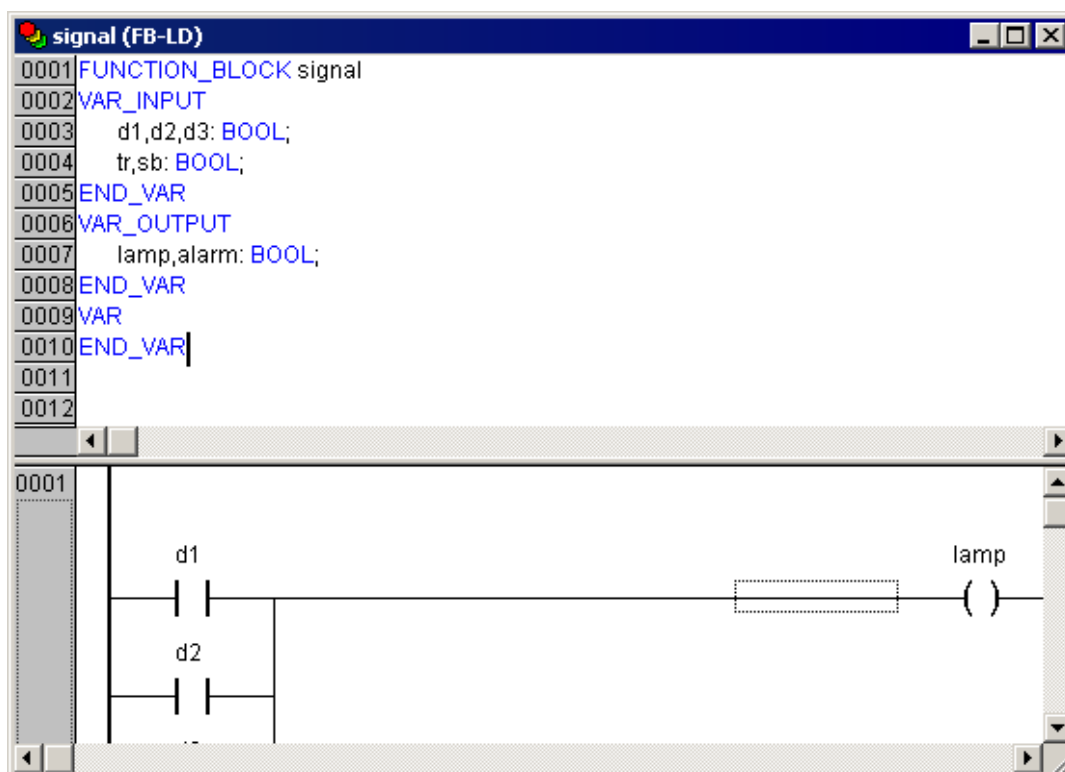 signal (FB-LD)
0001 FUNCTION_BLOCK signal
0002 VAR_INPUT
0003 d1,d2,d3: BOOL;
0004 tr,sb: BOOL;
0005 END_VAR
0006 VAR_OUTPUT
0007 lamp,alarm: BOOL;
0008 END_VAR
0009 VAR
0010 END_VAR
0011
0012
0001
d1 lamp
d2